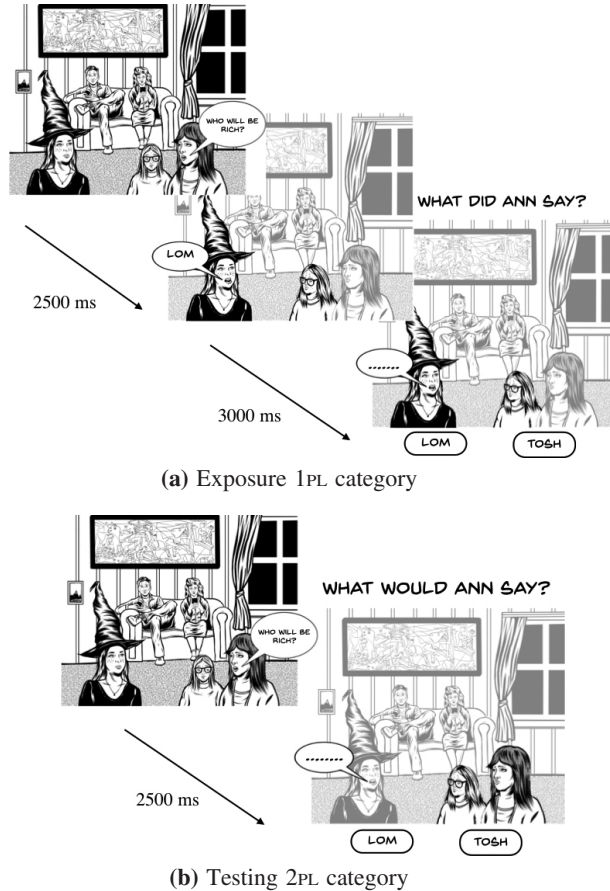 WHO WILL BE
RICH?
2500 ms
LOM
3000 ms
WHAT DID ANN SAY?
.......
LOM
TOSH
(a) Exposure 1PL category
WHO WILL BE
RICH?
2500 ms
WHAT WOULD ANN SAY?
........
LOM
TOSH
(b) Testing 2PL category